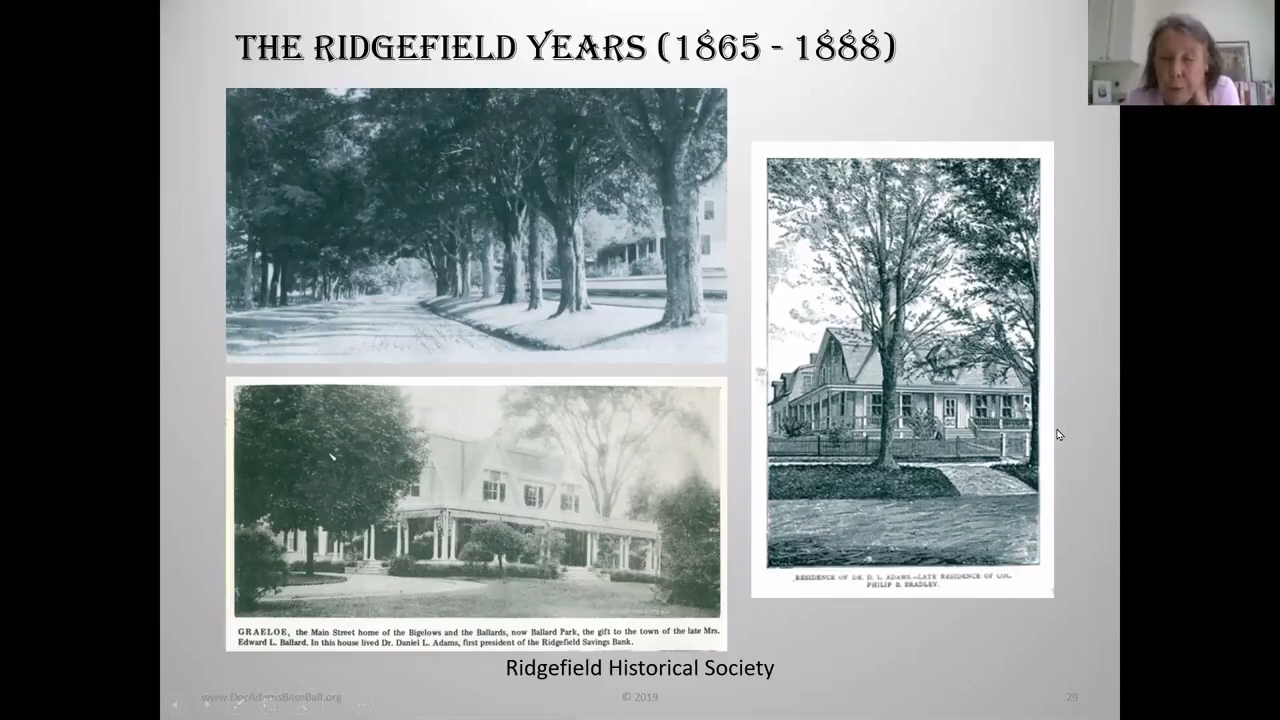 THE RIDGEFIELD YEARS (1865 - 1888)
RESIDENCE OF DR. D. L. ADAMS.—LATE RESIDENCE OF COL.
PHILIP B. BRADLEY.
GRAELOE, the Main Street home of the Bigelows and the Ballards, now Ballard Park, the gift to the town of the late Mrs.
Edward L. Ballard. In this house lived Dr. Daniel L. Adams, first president of the Ridgefield Savings Bank.
Ridgefield Historical Society
www.DocAdamsBaseBall.org
© 2019
29